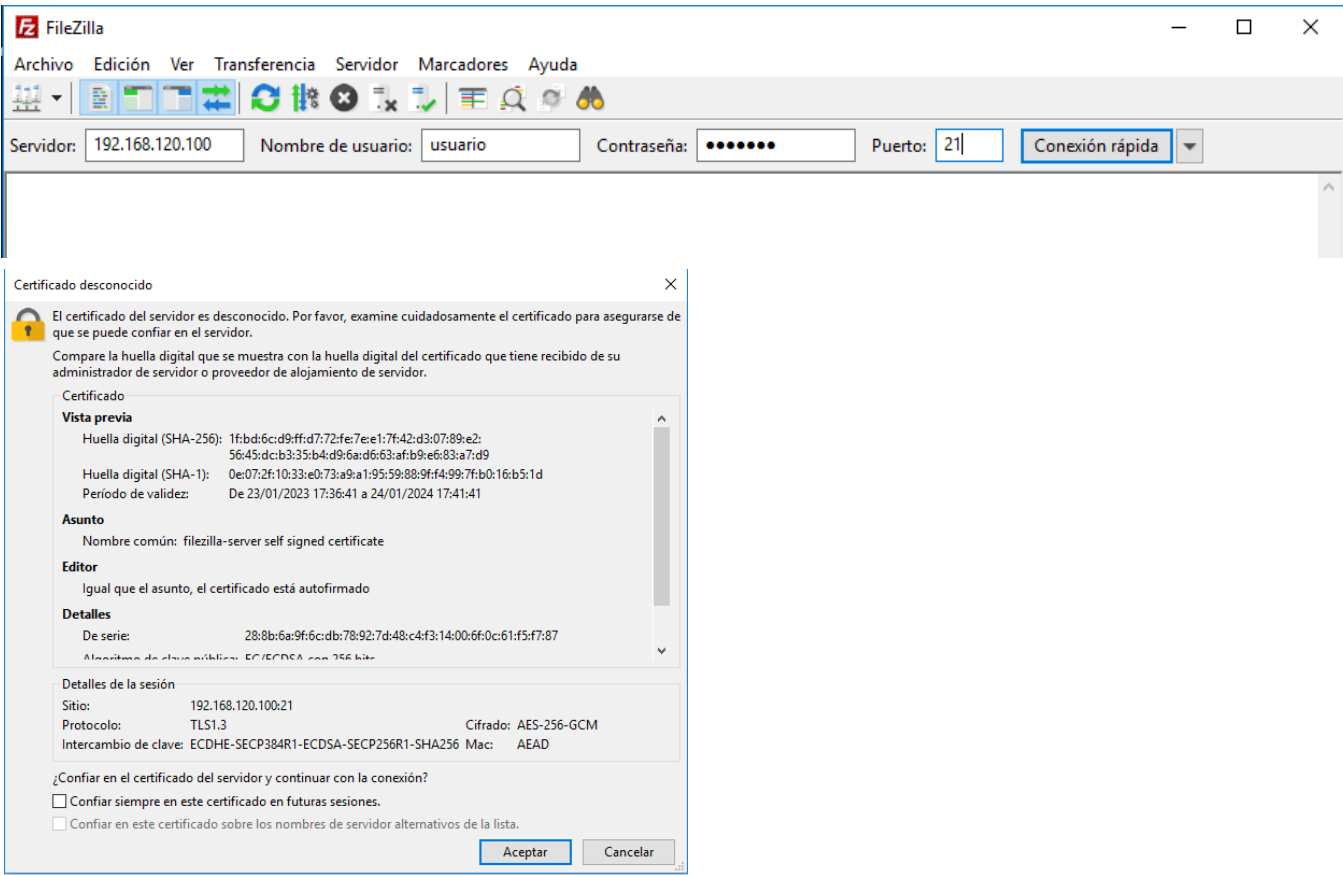 FileZilla
Archivo Edición Ver Transferencia Servidor Marcadores Ayuda
Servidor: 192.168.120.100 Nombre de usuario: usuario Contraseña: ●●●●●●● Puerto: 21 Conexión rápida
Certificado desconocido
El certificado del servidor es desconocido. Por favor, examine cuidadosamente el certificado para asegurarse de
que se puede confiar en el servidor.
Compare la huella digital que se muestra con la huella digital del certificado que tiene recibido de su
administrador de servidor o proveedor de alojamiento de servidor.
Certificado
Vista previa
Huella digital (SHA-256): 1f:bd:6c:d9:ff:d7:72:fe:7e:e1:7f:42:d3:07:89:e2:
56:45:dc:b3:35:b4:d9:6a:d6:63:af:b9:e6:83:a7:d9
Huella digital (SHA-1): 0e:07:2f:10:33:e0:73:a9:a1:95:59:88:9f:f4:99:7f:b0:16:b5:1d
Período de validez: De 23/01/2023 17:36:41 a 24/01/2024 17:41:41
Asunto
Nombre común: filezilla-server self signed certificate
Editor
Igual que el asunto, el certificado está autofirmado
Detalles
De serie: 28:8b:6a:9f:6c:db:78:92:7d:48:c4:f3:14:00:6f:0c:61:f5:f7:87
Algoritmo de clave pública: EC/ECDSA con 256 bits
Detalles de la sesión
Sitio: 192.168.120.100:21
Protocolo: TLS1.3 Cifrado: AES-256-GCM
Intercambio de clave: ECDHE-SECP384R1-ECDSA-SECP256R1-SHA256 Mac: AEAD
¿Confiar en el certificado del servidor y continuar con la conexión?
Confiar siempre en este certificado en futuras sesiones.
Confiar en este certificado sobre los nombres de servidor alternativos de la lista.
Aceptar Cancelar